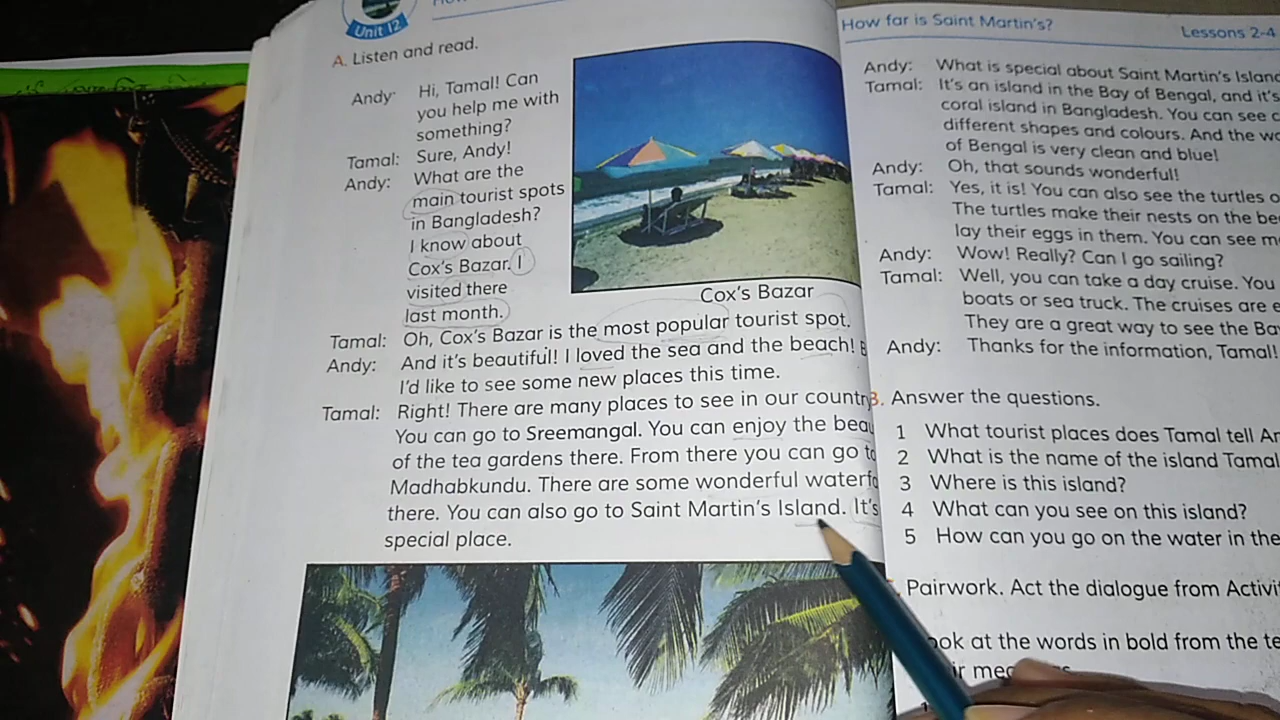 Unit 12
A. Listen and read.
Andy: Hi, Tamal! Can
you help me with
something?
Tamal: Sure, Andy!
Andy: What are the
main tourist spots
in Bangladesh?
I know about
Cox's Bazar. I
visited there
last month.
Cox's Bazar
Tamal: Oh, Cox's Bazar is the most popular tourist spot.
Andy: And it's beautiful! I loved the sea and the beach!
I'd like to see some new places this time.
Tamal: Right! There are many places to see in our
You can go to Sreemangal. You can enjoy the
of the tea gardens there. From there you can go
Madhabkundu. There are some wonderful
there. You can also go to Saint Martin's Island. It's
special place.
How far is Saint Martin's?
Lessons 2-4
Andy: What is special about Saint Martin's
Tamal: It's an island in the Bay of Bengal, and it's
coral island in Bangladesh. You can see
different shapes and colours. And the
of Bengal is very clean and blue!
Andy: Oh, that sounds wonderful!
Tamal: Yes, it is! You can also see the turtles
The turtles make their nests on the
lay their eggs in them. You can see
Andy: Wow! Really? Can I go sailing?
Tamal: Well, you can take a day cruise. You
boats or sea truck. The cruises are
They are a great way to see the
Andy: Thanks for the information, Tamal!
B. Answer the questions.
1 What tourist places does Tamal tell
2 What is the name of the island Tamal
3 Where is this island?
4 What can you see on this island?
5 How can you go on the water in the
Pairwork. Act the dialogue from
at the words in bold from the